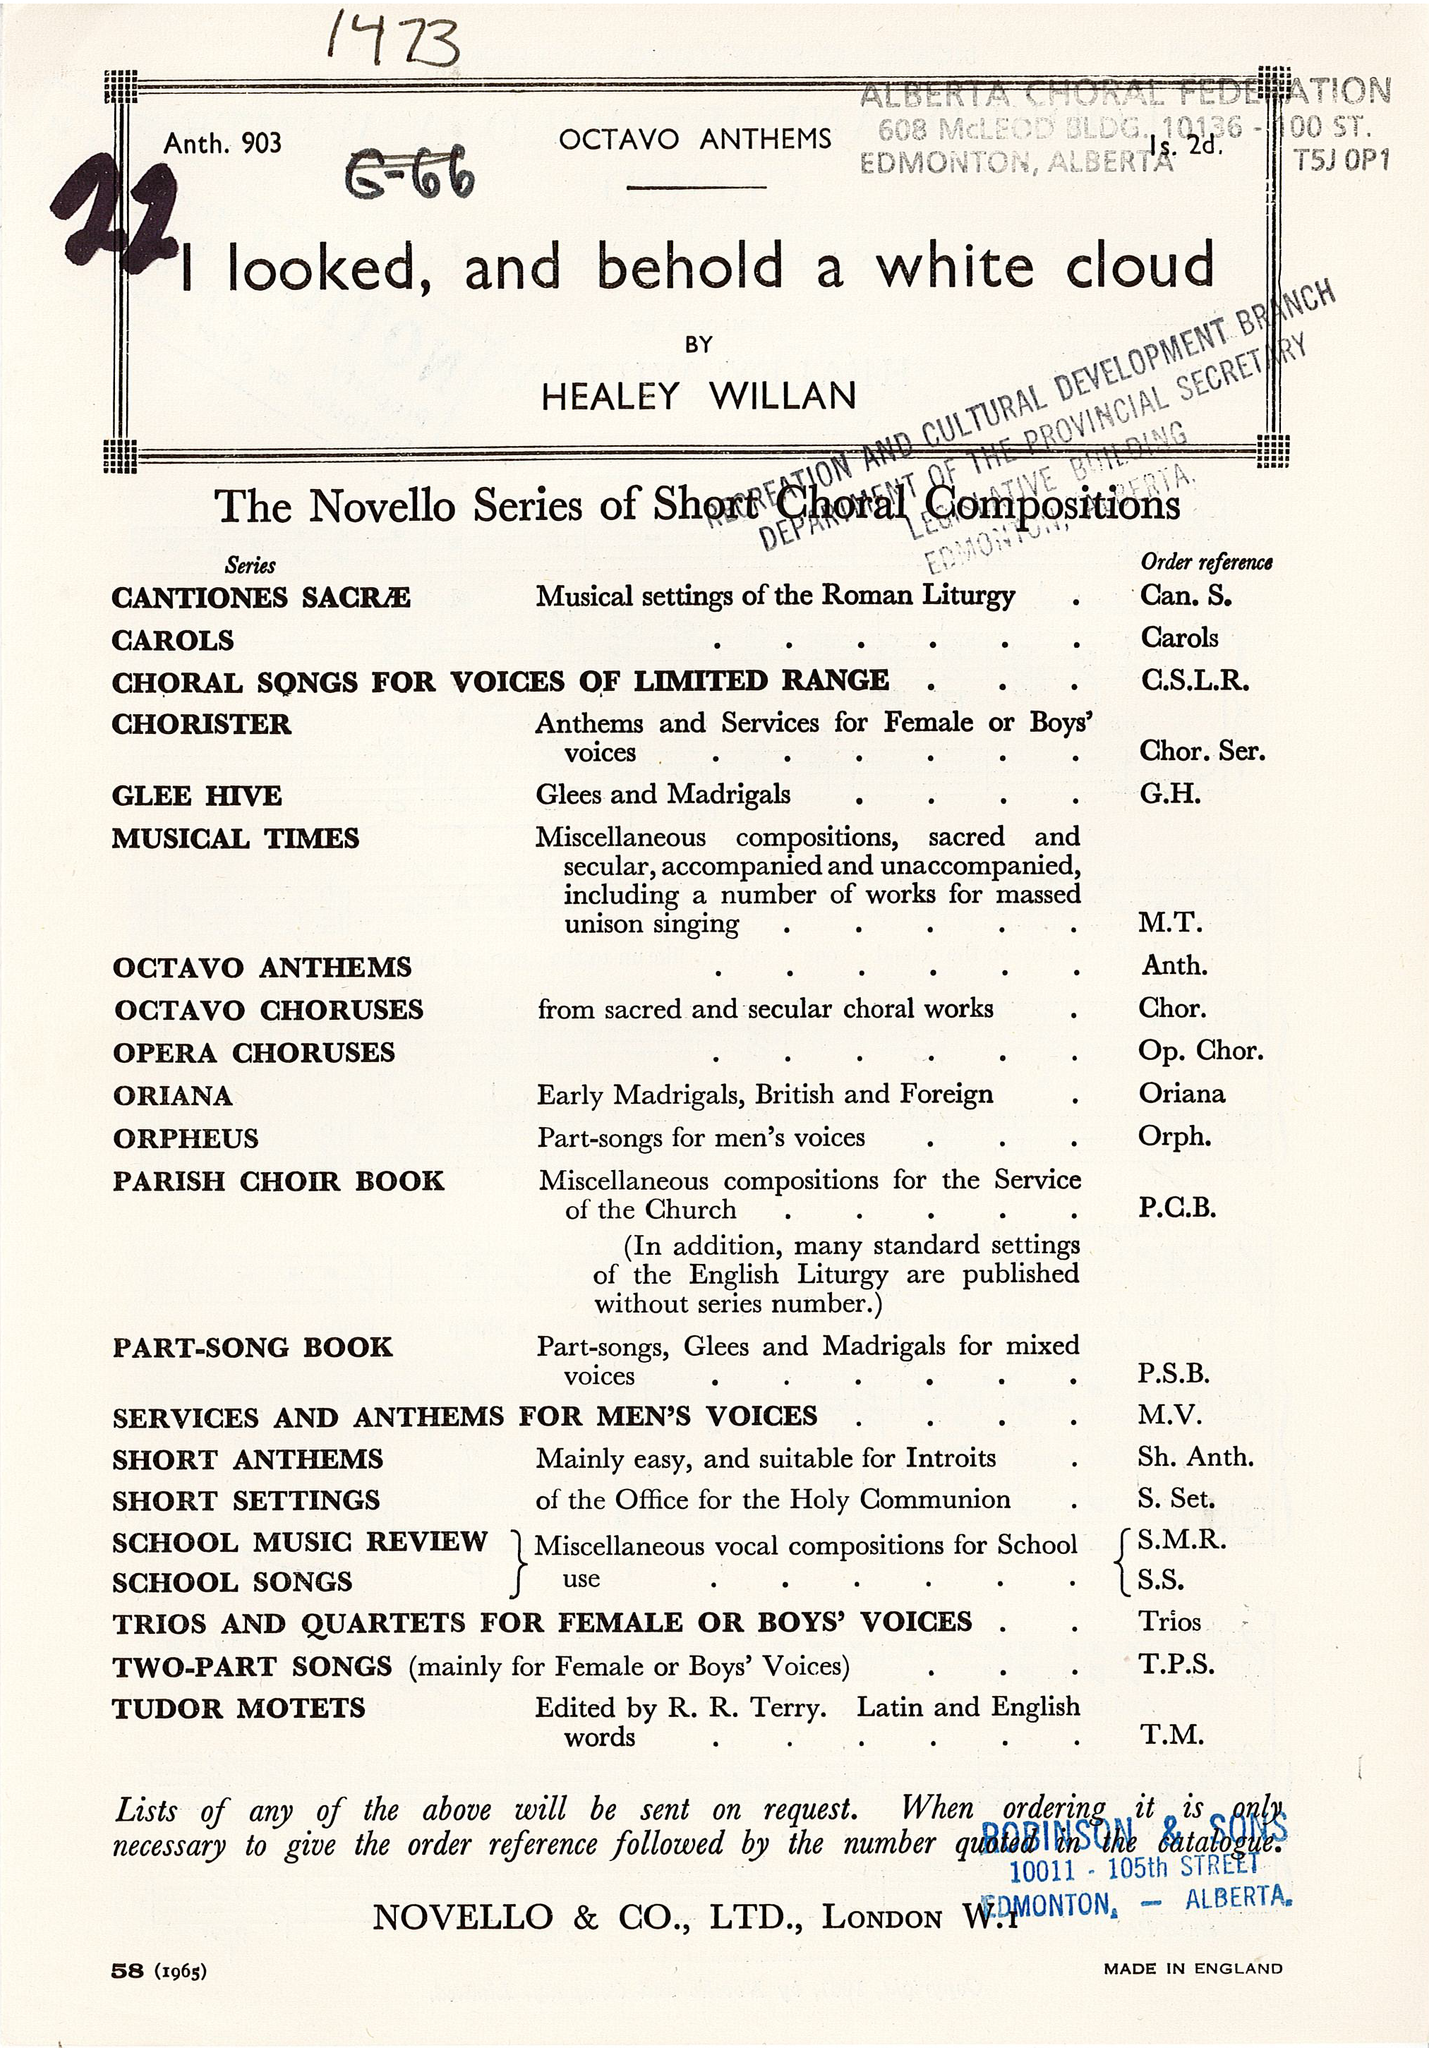 1473
ALBERTA CHORAL FEDERATION
608 McLEOD BLDG. 10136 - 100 ST.
EDMONTON, ALBERTA T5J 0P1
Anth. 903 OCTAVO ANTHEMS 1s. 2d.
G-66
22
I looked, and behold a white cloud
BY
HEALEY WILLAN
RECREATION AND CULTURAL DEVELOPMENT BRANCH
DEPARTMENT OF THE PROVINCIAL SECRETARY
LEGISLATIVE BUILDING
EDMONTON, ALBERTA.
The Novello Series of Short Choral Compositions
Series Order reference
CANTIONES SACRÆ Musical settings of the Roman Liturgy . Can. S.
CAROLS . . . . . . Carols
CHORAL SONGS FOR VOICES OF LIMITED RANGE . . . C.S.L.R.
CHORISTER Anthems and Services for Female or Boys'
voices . . . . . . Chor. Ser.
GLEE HIVE Glees and Madrigals . . . . G.H.
MUSICAL TIMES Miscellaneous compositions, sacred and
secular, accompanied and unaccompanied,
including a number of works for massed
unison singing . . . . . M.T.
OCTAVO ANTHEMS . . . . . . Anth.
OCTAVO CHORUSES from sacred and secular choral works . Chor.
OPERA CHORUSES . . . . . . Op. Chor.
ORIANA Early Madrigals, British and Foreign . Oriana
ORPHEUS Part-songs for men's voices . . . Orph.
PARISH CHOIR BOOK Miscellaneous compositions for the Service
of the Church . . . . . P.C.B.
(In addition, many standard settings
of the English Liturgy are published
without series number.)
PART-SONG BOOK Part-songs, Glees and Madrigals for mixed
voices . . . . . . P.S.B.
SERVICES AND ANTHEMS FOR MEN'S VOICES . . . . M.V.
SHORT ANTHEMS Mainly easy, and suitable for Introits . Sh. Anth.
SHORT SETTINGS of the Office for the Holy Communion . S. Set.
SCHOOL MUSIC REVIEW } Miscellaneous vocal compositions for School { S.M.R.
SCHOOL SONGS use . . . . . . S.S.
TRIOS AND QUARTETS FOR FEMALE OR BOYS' VOICES . . Trios
TWO-PART SONGS (mainly for Female or Boys' Voices) . . . T.P.S.
TUDOR MOTETS Edited by R. R. Terry. Latin and English
words . . . . . . T.M.
Lists of any of the above will be sent on request. When ordering it is only
necessary to give the order reference followed by the number quoted in the catalogue.
ROBINSON & SONS
10011 - 105th STREET
EDMONTON, — ALBERTA.
NOVELLO & CO., LTD., LONDON W.1
58 (1965) MADE IN ENGLAND